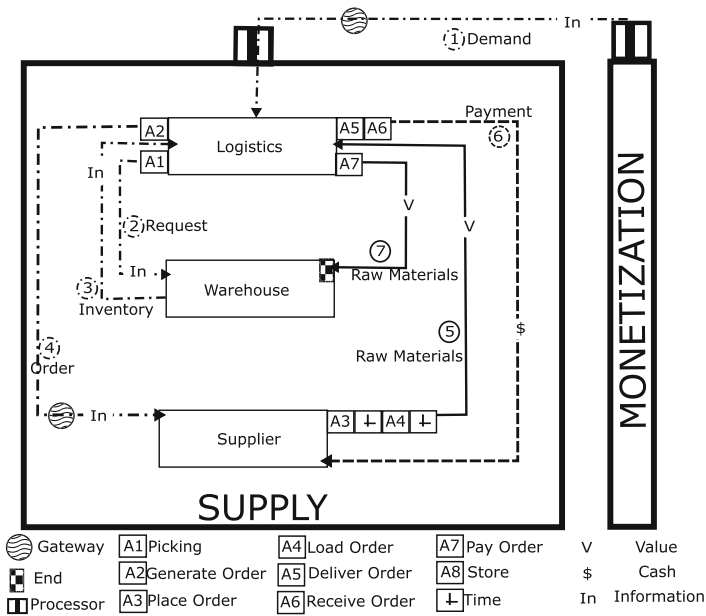 In
1 Demand
Payment
6
A2
A5 A6
Logistics
A1
A7
In
V
V
2 Request
7
In
Raw Materials
3
Warehouse
Inventory
5
$
4
Raw Materials
Order
In
A3 A4
Supplier
SUPPLY
MONETIZATION
Gateway
A1 Picking
A4 Load Order
A7 Pay Order
V Value
End
A2 Generate Order
A5 Deliver Order
A8 Store
$ Cash
Processor
A3 Place Order
A6 Receive Order
Time
In Information